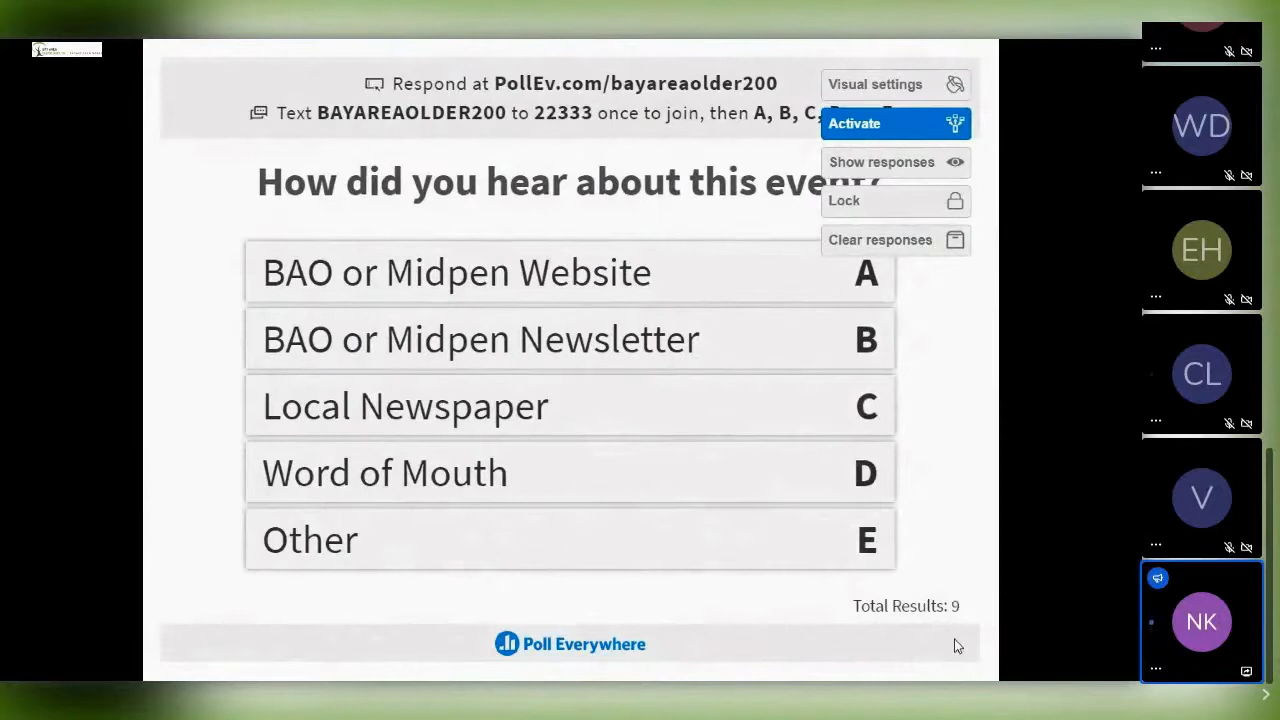 Respond at PollEv.com/bayareaolder200
Text BAYAREAOLDER200 to 22333 once to join, then A, B, C,
Visual settings
Activate
Show responses
Lock
Clear responses
How did you hear about this event?
BAO or Midpen Website A
BAO or Midpen Newsletter B
Local Newspaper C
Word of Mouth D
Other E
Total Results: 9
Poll Everywhere
WD
EH
CL
V
NK